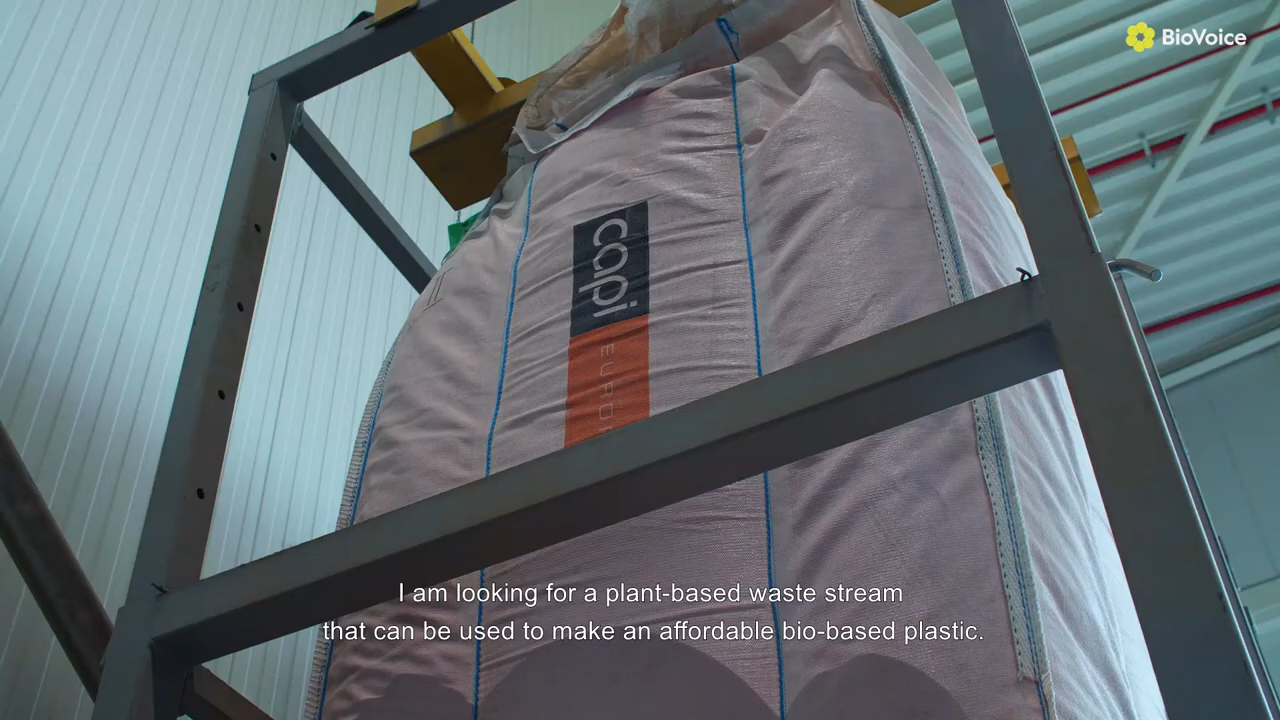 BioVoice
capi
EUROP
I am looking for a plant-based waste stream
that can be used to make an affordable bio-based plastic.